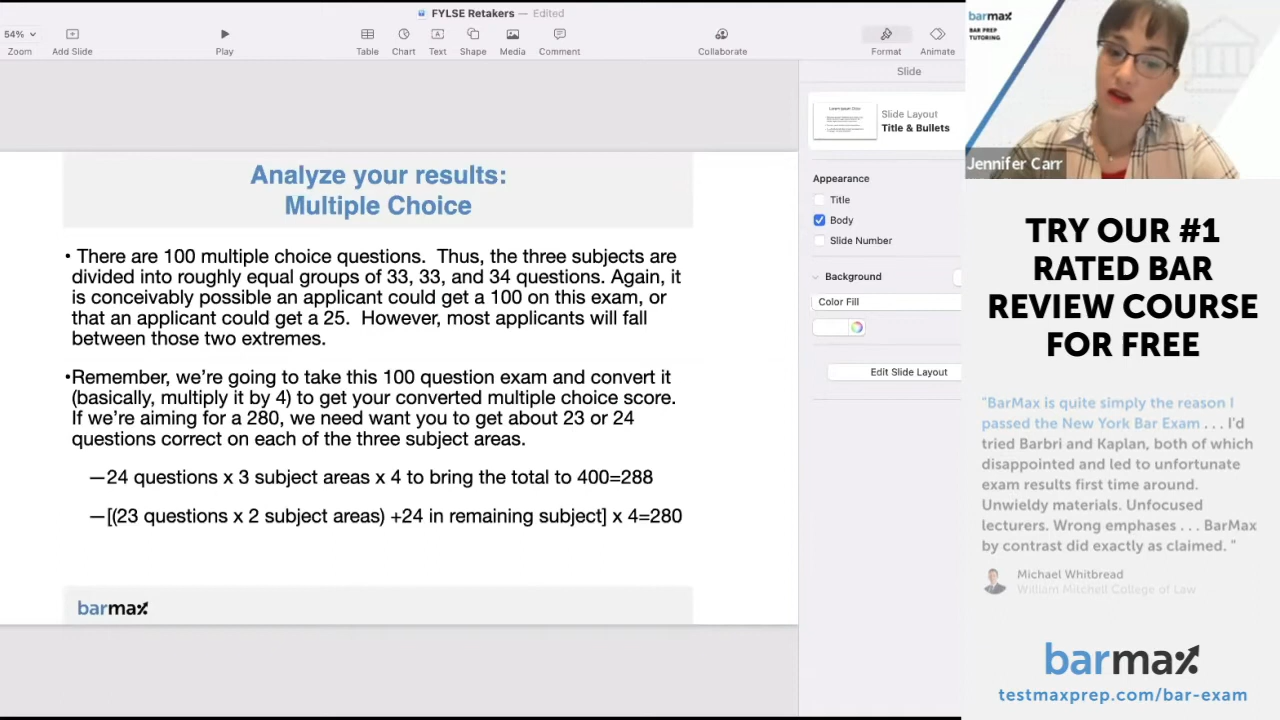 FYLSE Retakers — Edited
54%
Zoom
Add Slide
Play
Table
Chart
Text
Shape
Media
Comment
Collaborate
Format
Animate
Slide
Slide Layout
Title & Bullets
Appearance
Title
Body
Slide Number
Background
Color Fill
Edit Slide Layout
Analyze your results:
Multiple Choice
• There are 100 multiple choice questions. Thus, the three subjects are
divided into roughly equal groups of 33, 33, and 34 questions. Again, it
is conceivably possible an applicant could get a 100 on this exam, or
that an applicant could get a 25. However, most applicants will fall
between those two extremes.
•Remember, we're going to take this 100 question exam and convert it
(basically, multiply it by 4) to get your converted multiple choice score.
If we're aiming for a 280, we need want you to get about 23 or 24
questions correct on each of the three subject areas.
—24 questions x 3 subject areas x 4 to bring the total to 400=288
—[(23 questions x 2 subject areas) +24 in remaining subject] x 4=280
barmax
barmax
BAR PREP
TUTORING
Jennifer Carr
TRY OUR #1
RATED BAR
REVIEW COURSE
FOR FREE
"BarMax is quite simply the reason I
passed the New York Bar Exam . . . I'd
tried Barbri and Kaplan, both of which
disappointed and led to unfortunate
exam results first time around.
Unwieldy materials. Unfocused
lecturers. Wrong emphases . . . BarMax
by contrast did exactly as claimed. "
Michael Whitbread
William Mitchell College of Law
barmax
testmaxprep.com/bar-exam